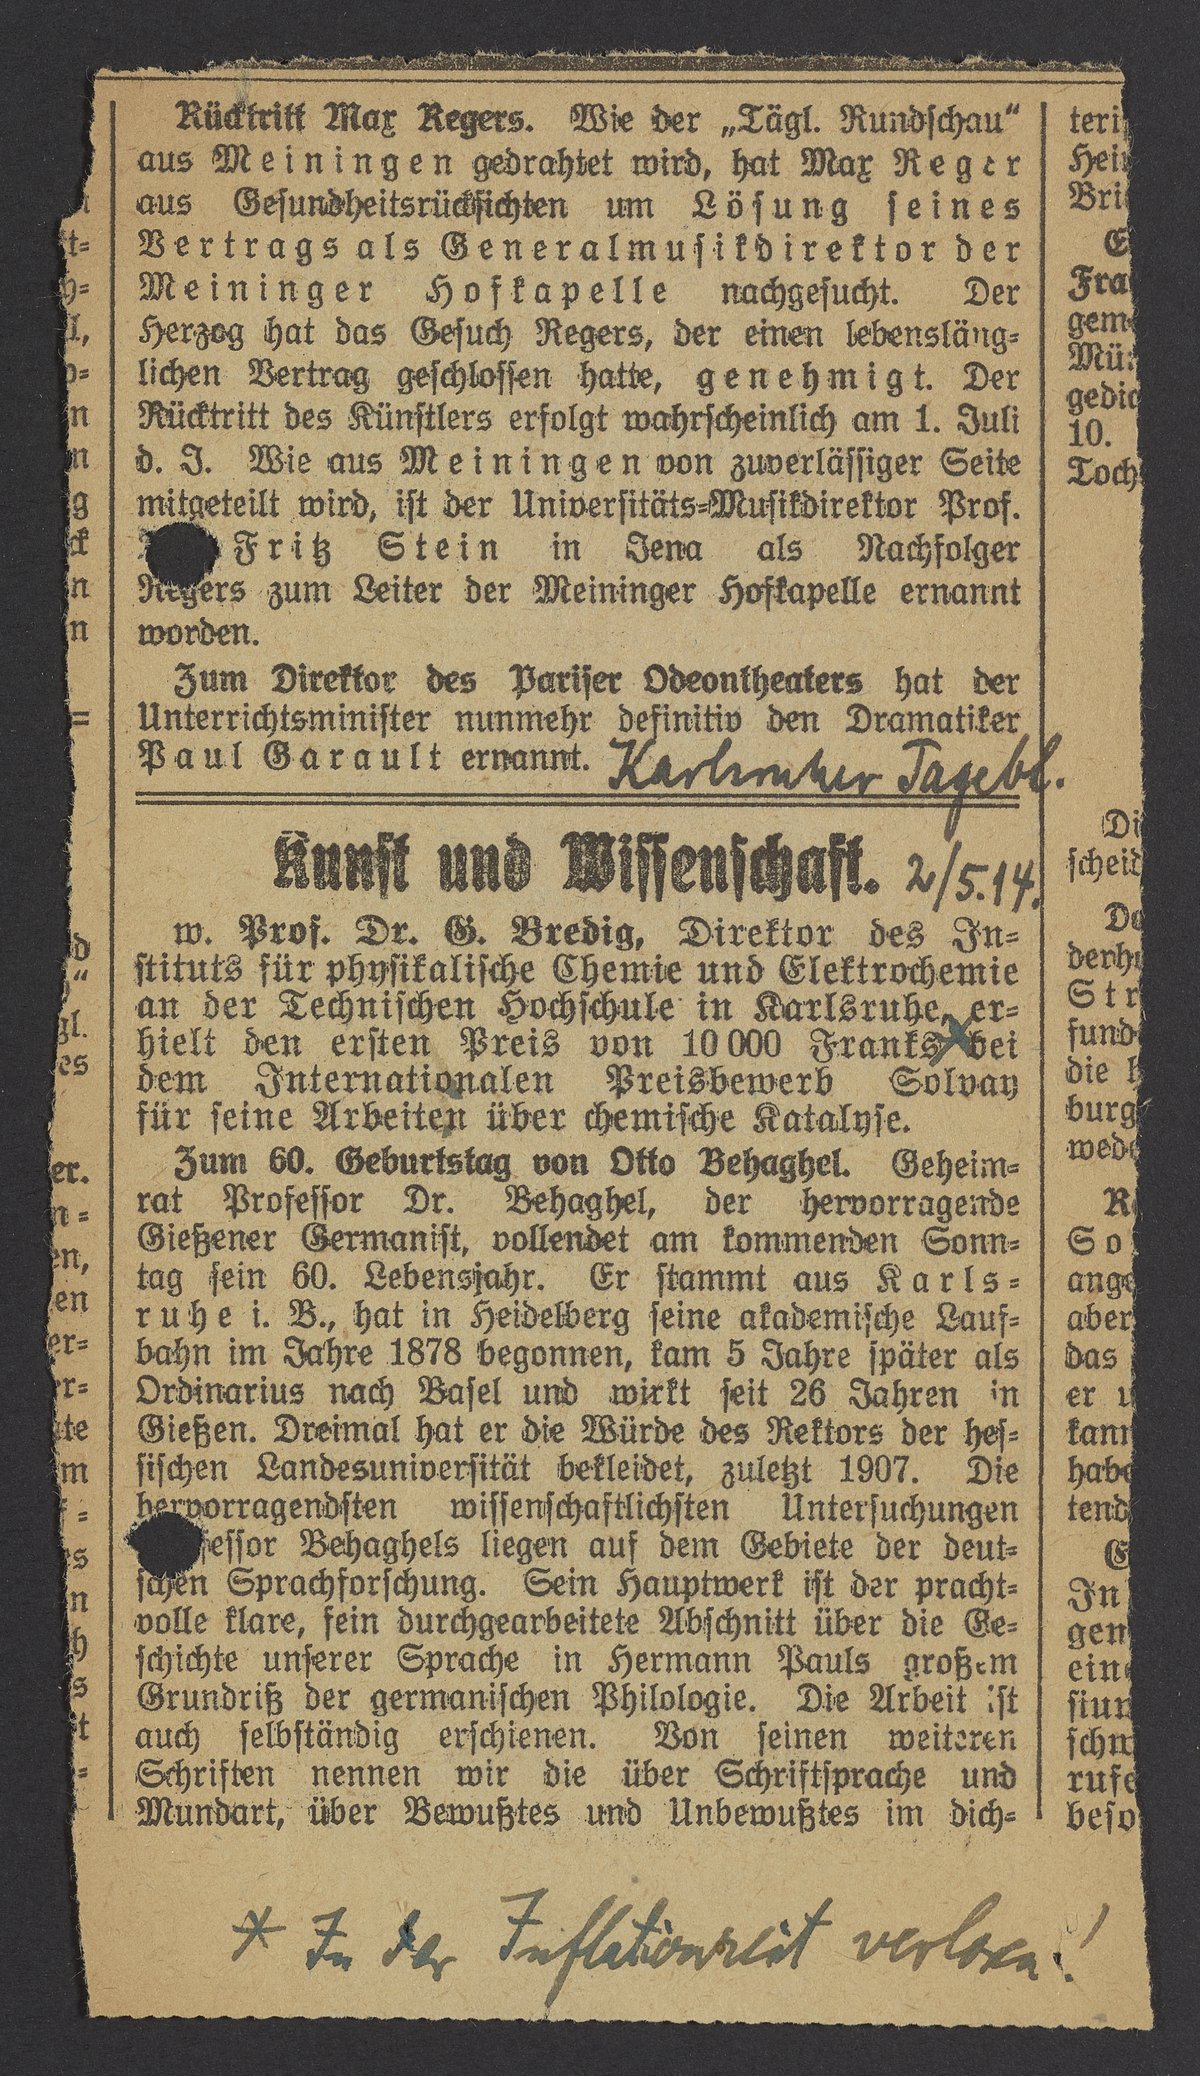 Rücktritt Max Regers. Wie der „Tägl. Rundschau“
aus Meiningen gedrahtet wird, hat Max Reger
aus Gesundheitsrücksichten um Lösung seines
Vertrags als Generalmusikdirektor der
Meininger Hofkapelle nachgesucht. Der
Herzog hat das Gesuch Regers, der einen lebensläng-
lichen Vertrag geschlossen hatte, genehmigt. Der
Rücktritt des Künstlers erfolgt wahrscheinlich am 1. Juli
d. J. Wie aus Meiningen von zuverlässiger Seite
mitgeteilt wird, ist der Universitäts-Musikdirektor Prof.
Fritz Stein in Jena als Nachfolger
Regers zum Leiter der Meininger Hofkapelle ernannt
worden.
Zum Direktor des Pariser Odeontheaters hat der
Unterrichtsminister nunmehr definitiv den Dramatiker
Paul Garault ernannt. Karlsruher Tagebl.
Kunst und Wissenschaft. 2/5.14.
w. Prof. Dr. G. Bredig, Direktor des In-
stituts für physikalische Chemie und Elektrochemie
an der Technischen Hochschule in Karlsruhe, er-
hielt den ersten Preis von 10 000 Franks bei
dem Internationalen Preisbewerb Solvay
für seine Arbeiten über chemische Katalyse.
Zum 60. Geburtstag von Otto Behaghel. Geheim-
rat Professor Dr. Behaghel, der hervorragende
Gießener Germanist, vollendet am kommenden Sonn-
tag sein 60. Lebensjahr. Er stammt aus Karls-
ruhe i. B., hat in Heidelberg seine akademische Lauf-
bahn im Jahre 1878 begonnen, kam 5 Jahre später als
Ordinarius nach Basel und wirkt seit 26 Jahren in
Gießen. Dreimal hat er die Würde des Rektors der hes-
sischen Landesuniversität bekleidet, zuletzt 1907. Die
hervorragendsten wissenschaftlichsten Untersuchungen
fessor Behaghels liegen auf dem Gebiete der deut-
schen Sprachforschung. Sein Hauptwerk ist der pracht-
volle klare, fein durchgearbeitete Abschnitt über die Ge-
schichte unserer Sprache in Hermann Pauls großem
Grundriß der germanischen Philologie. Die Arbeit ist
auch selbständig erschienen. Von seinen weiteren
Schriften nennen wir die über Schriftsprache und
Mundart, über Bewußtes und Unbewußtes im dich-
* In der Inflationszeit verloren!